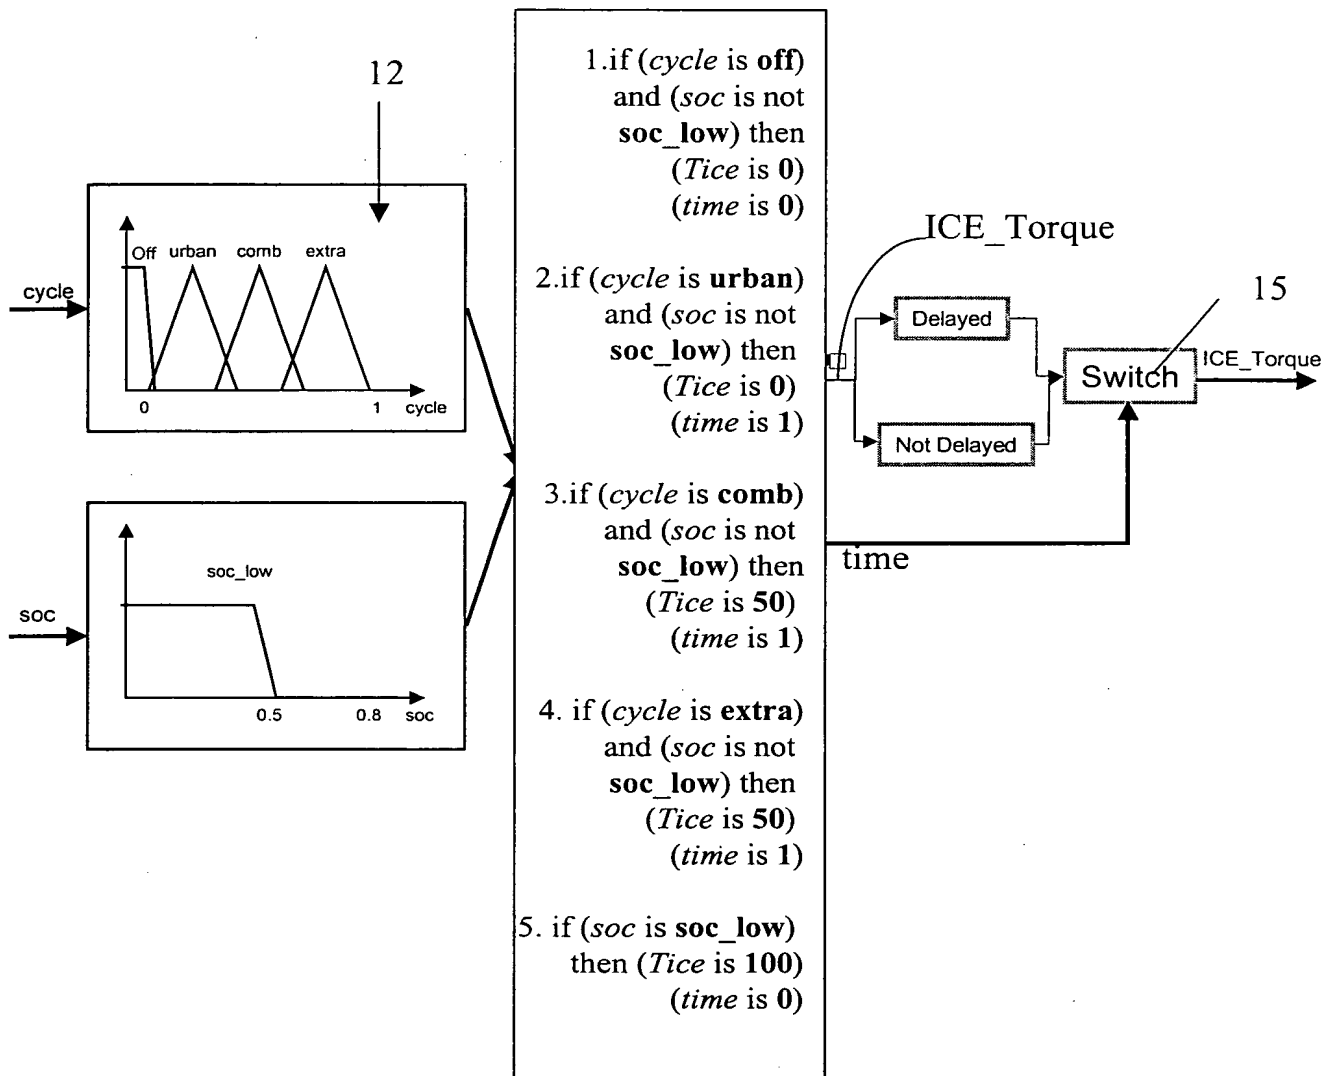 12
cycle
Off urban comb extra
0 1 cycle
soc
soc_low
0.5 0.8 soc
1.if (cycle is off)
and (soc is not
soc_low) then
(Tice is 0)
(time is 0)
2.if (cycle is urban)
and (soc is not
soc_low) then
(Tice is 0)
(time is 1)
3.if (cycle is comb)
and (soc is not
soc_low) then
(Tice is 50)
(time is 1)
4. if (cycle is extra)
and (soc is not
soc_low) then
(Tice is 50)
(time is 1)
5. if (soc is soc_low)
then (Tice is 100)
(time is 0)
ICE_Torque
Delayed
Not Delayed
time
15
Switch
ICE_Torque